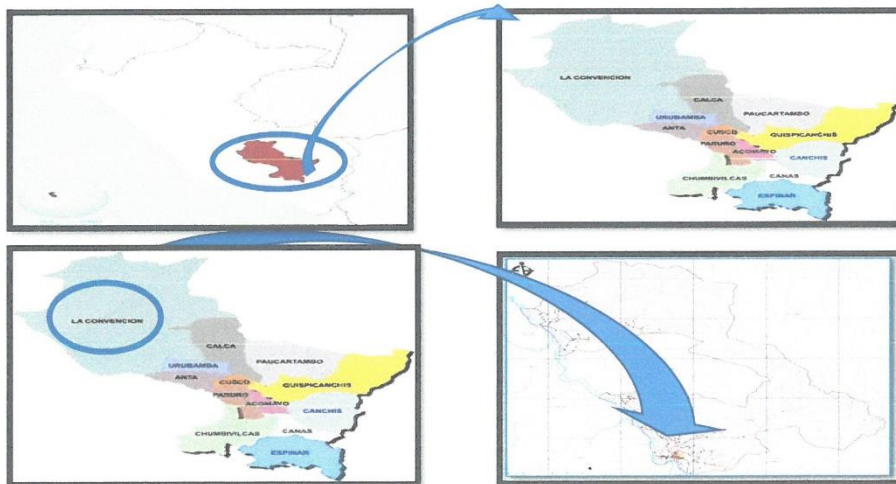 LA CONVENCION
CALCA
PAUCARTAMBO
URUBAMBA
ANTA
CUSCO
QUISPICANCHIS
PARURO
ACOMAYO
CANCHIS
CHUMBIVILCAS
CANAS
ESPINAR
LA CONVENCION
CALCA
PAUCARTAMBO
URUBAMBA
ANTA
CUSCO
QUISPICANCHIS
PARURO
ACOMAYO
CANCHIS
CHUMBIVILCAS
CANAS
ESPINAR